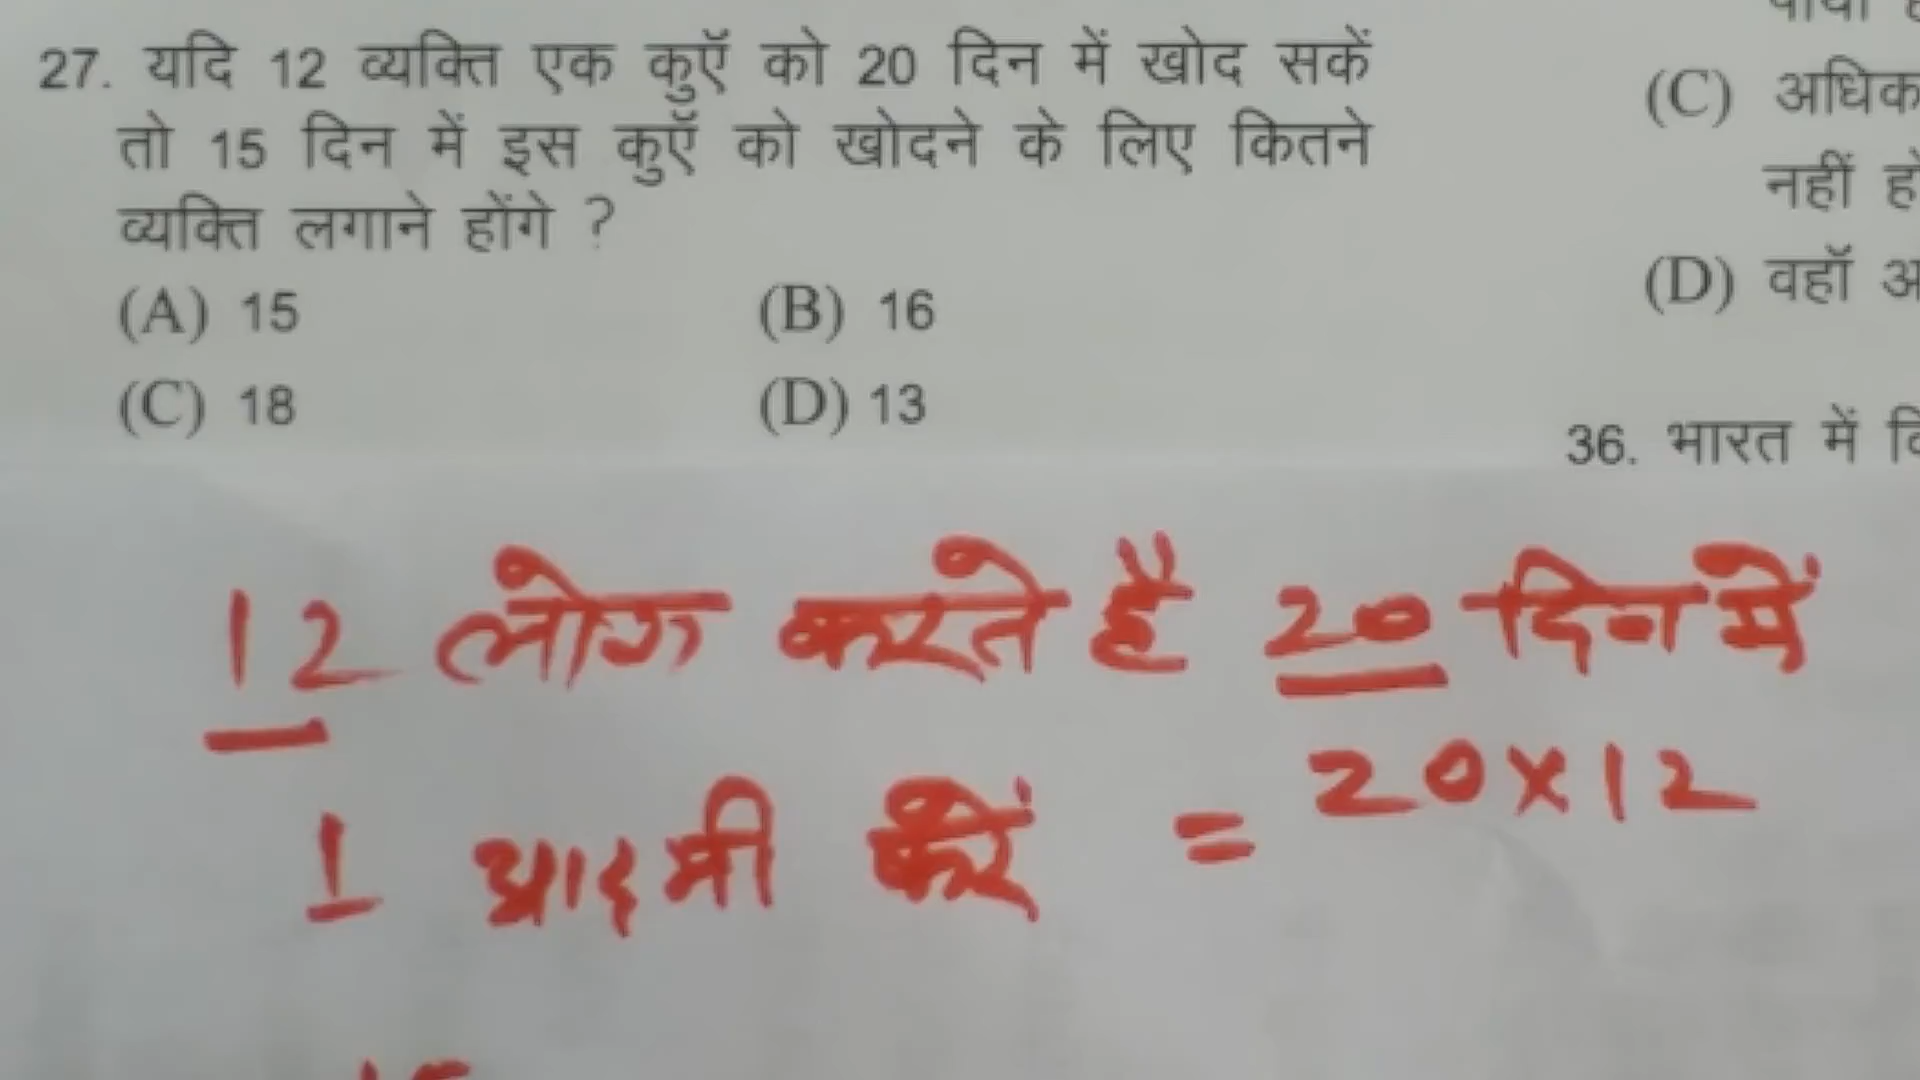 27. यदि 12 व्यक्ति एक कुऍ को 20 दिन में खोद सकें
तो 15 दिन में इस कुऍ को खोदने के लिए कितने
व्यक्ति लगाने होंगे ?
(A) 15 (B) 16
(C) 18 (D) 13
(C) अधिक
नहीं
(D) वहॉ
36. भारत में
12 लोग करते है 20 दिन में
1 आदमी करें = 20×12